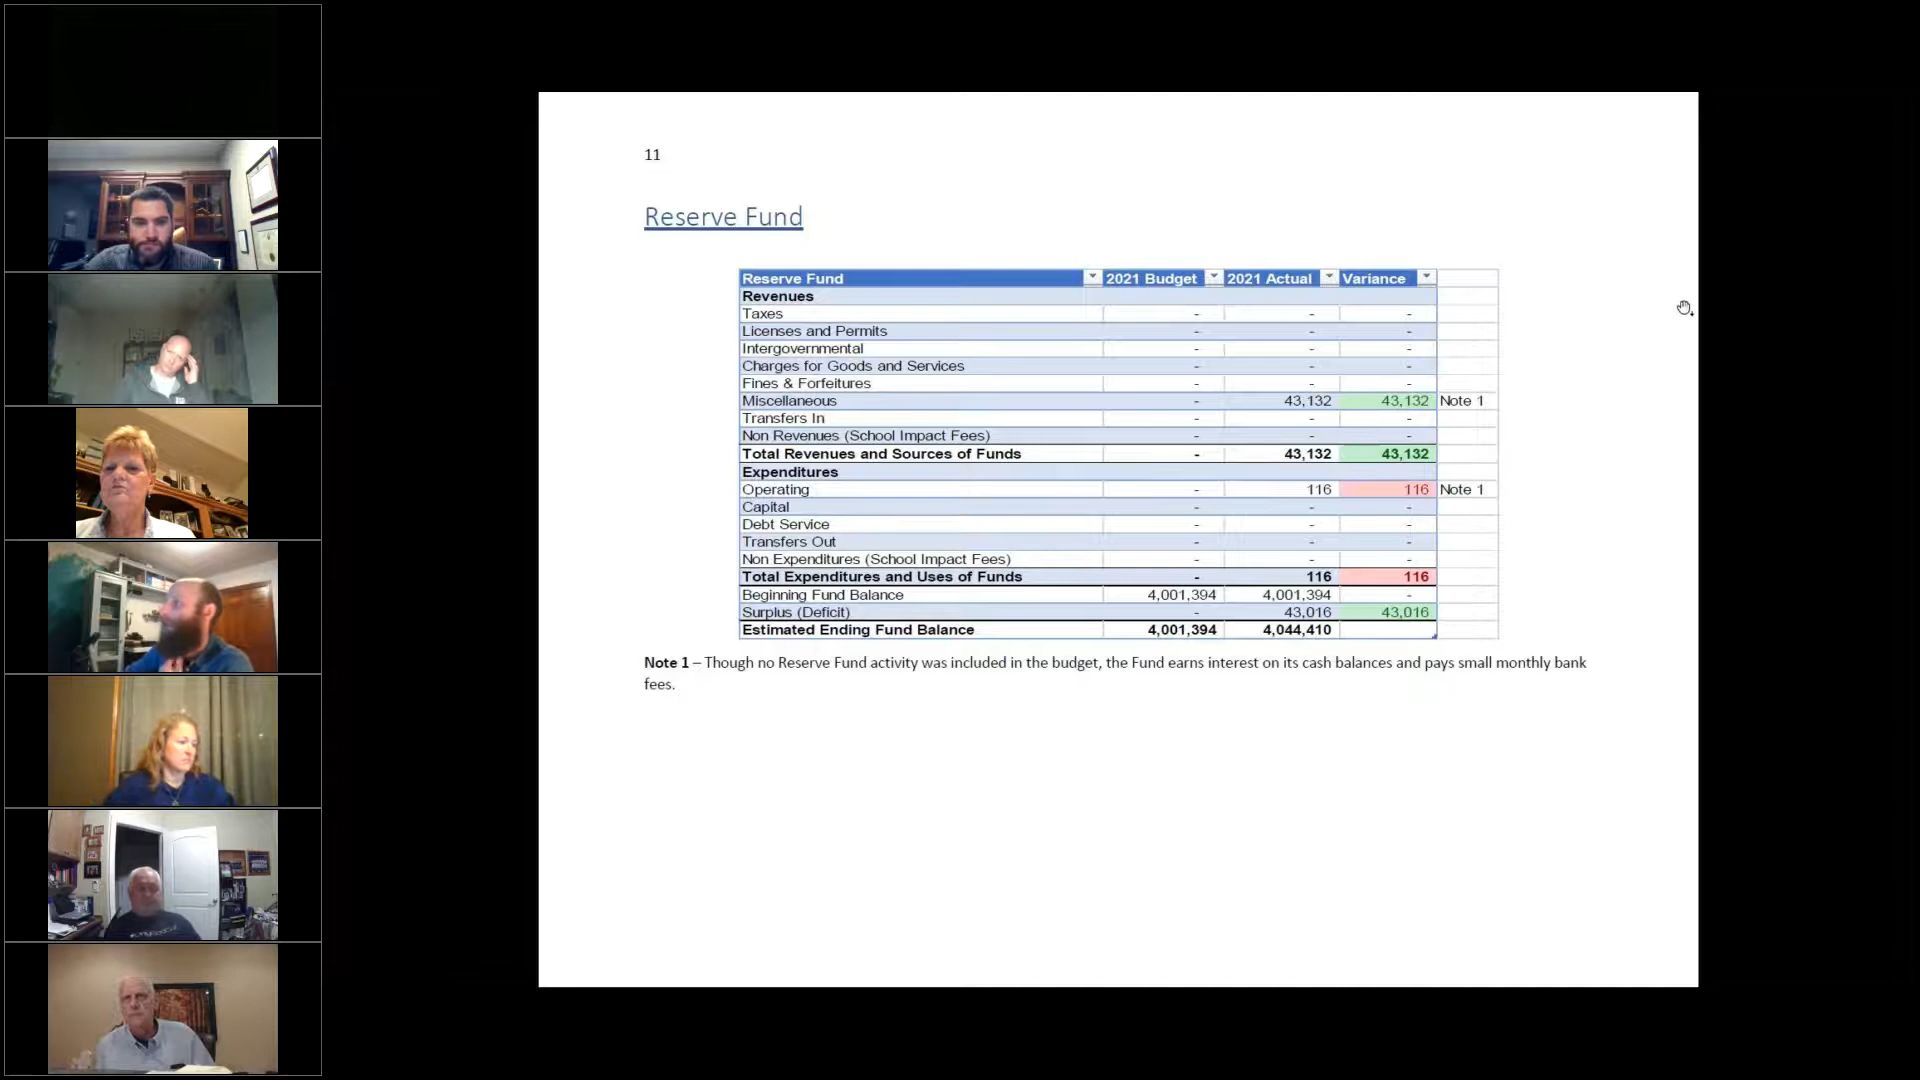 11
Reserve Fund
Reserve Fund 2021 Budget 2021 Actual Variance
Revenues
Taxes - - -
Licenses and Permits - - -
Intergovernmental - - -
Charges for Goods and Services - - -
Fines & Forfeitures - - -
Miscellaneous - 43,132 43,132 Note 1
Transfers In - - -
Non Revenues (School Impact Fees) - - -
Total Revenues and Sources of Funds - 43,132 43,132
Expenditures
Operating - 116 116 Note 1
Capital - - -
Debt Service - - -
Transfers Out - - -
Non Expenditures (School Impact Fees) - - -
Total Expenditures and Uses of Funds - 116 116
Beginning Fund Balance 4,001,394 4,001,394 -
Surplus (Deficit) - 43,016 43,016
Estimated Ending Fund Balance 4,001,394 4,044,410
Note 1 – Though no Reserve Fund activity was included in the budget, the Fund earns interest on its cash balances and pays small monthly bank
fees.